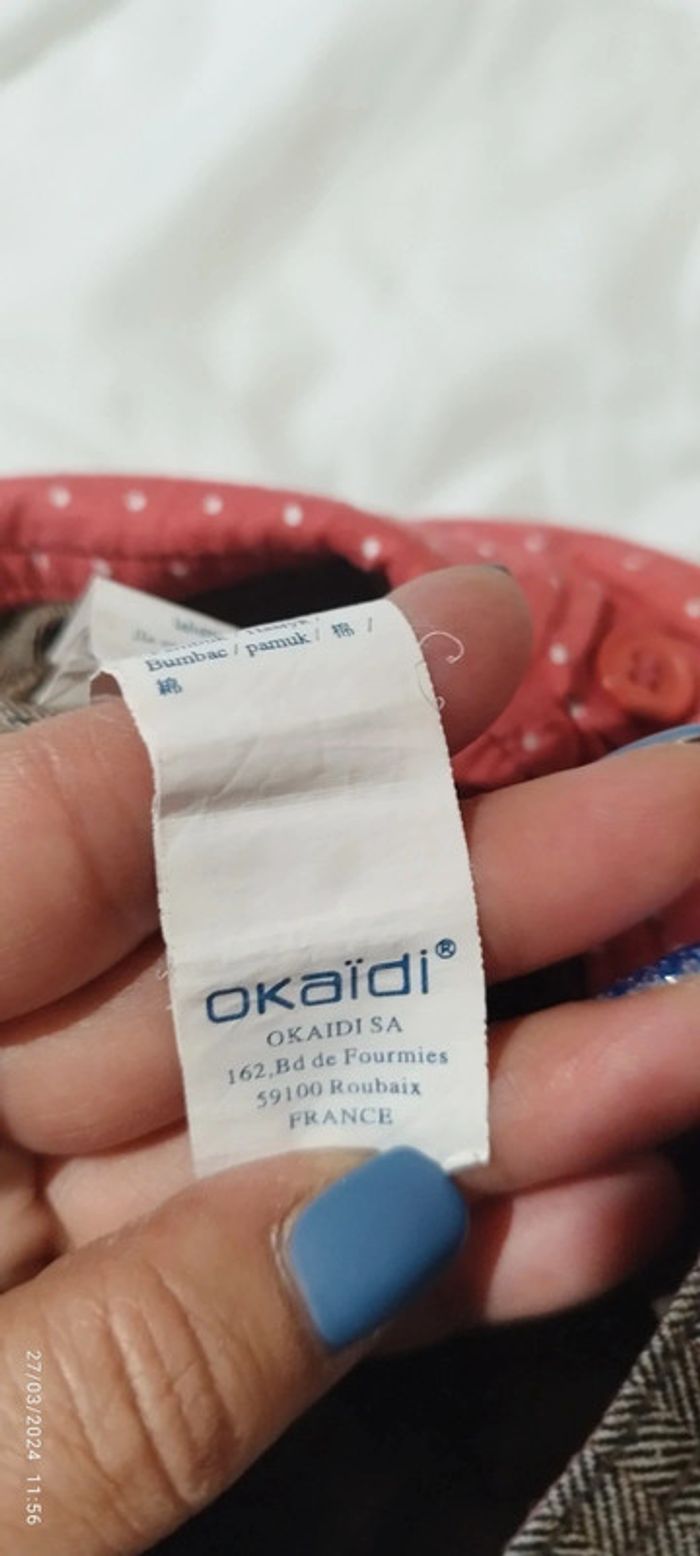 Bumbac / pamuk / 棉 /
綿
OKaïdi®
OKAIDI SA
162,Bd de Fourmies
59100 Roubaix
FRANCE
27/03/2024 11:56